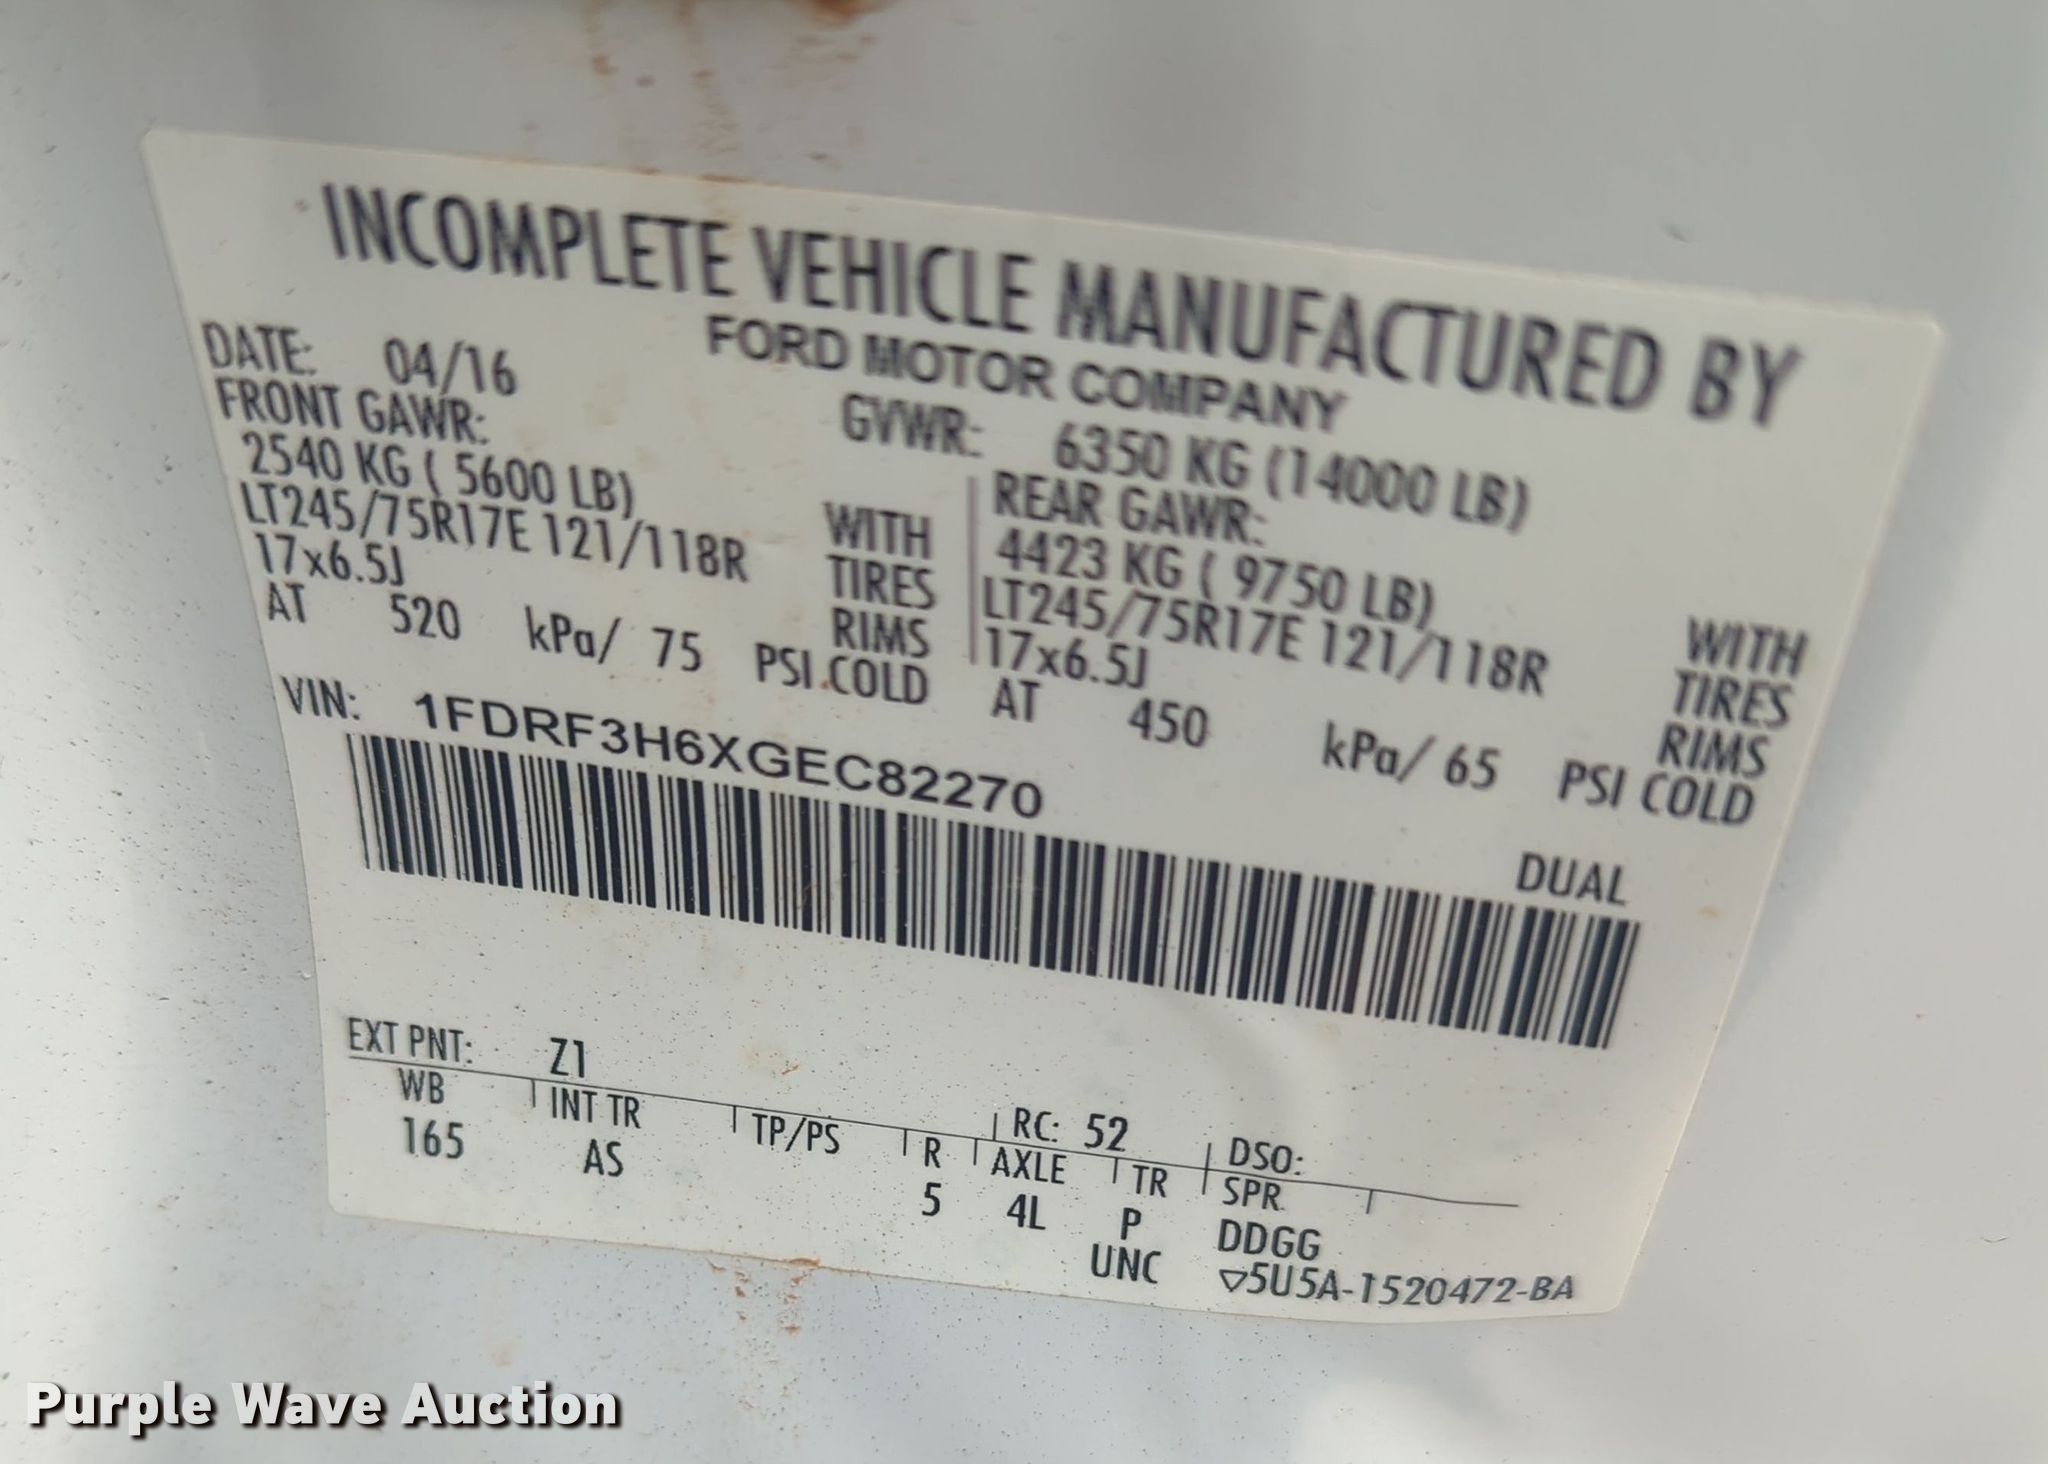 INCOMPLETE VEHICLE MANUFACTURED BY
FORD MOTOR COMPANY
DATE: 04/16 GVWR: 6350 KG (14000 LB)
FRONT GAWR: REAR GAWR:
2540 KG ( 5600 LB) WITH 4423 KG ( 9750 LB) WITH
LT245/75R17E 121/118R TIRES LT245/75R17E 121/118R TIRES
17x6.5J RIMS 17x6.5J RIMS
AT 520 kPa/ 75 PSI COLD AT 450 kPa/ 65 PSI COLD
VIN: 1FDRF3H6XGEC82270
DUAL
EXT PNT: Z1 RC: 52 DSO:
WB INT TR TP/PS R AXLE TR SPR
165 AS 5 4L P DDGG
UNC ▽5U5A-1520472-BA
Purple Wave Auction